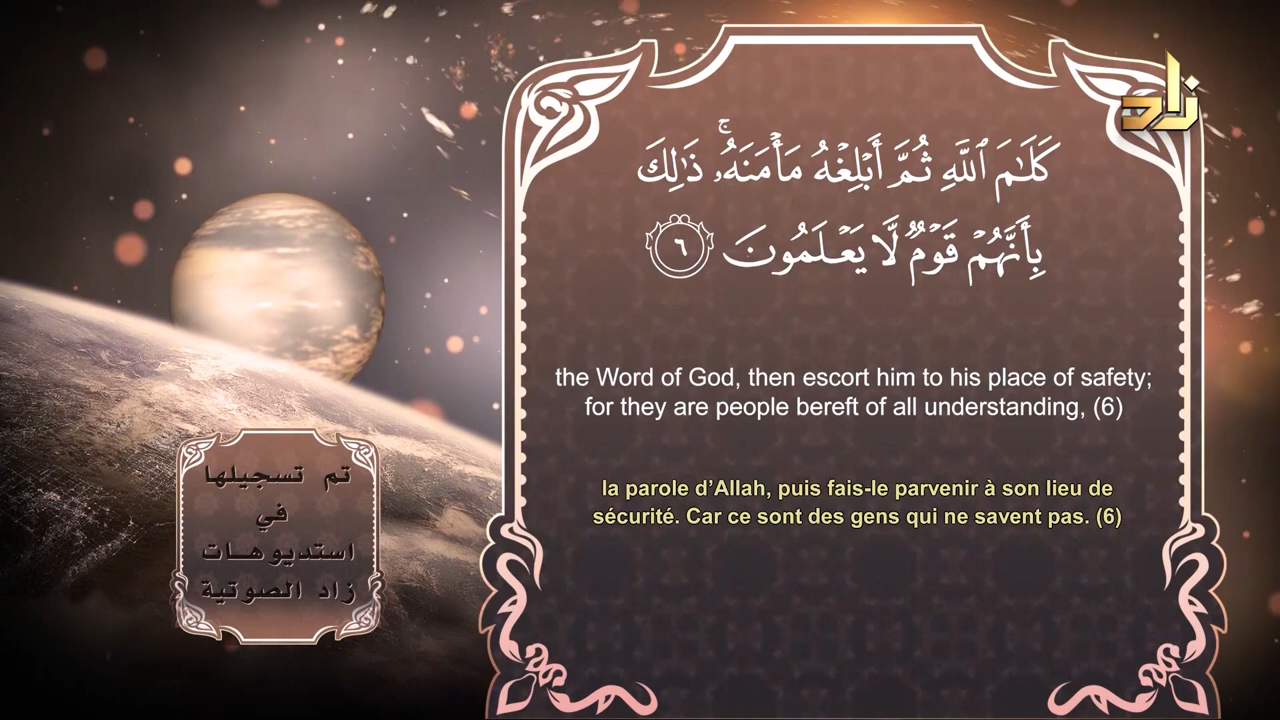 زاد
كَلَـٰمَ ٱللَّهِ ثُمَّ أَبْلِغْهُ مَأْمَنَهُۥۚ ذَٰلِكَ
بِأَنَّهُمْ قَوْمٌۭ لَّا يَعْلَمُونَ ٦
the Word of God, then escort him to his place of safety;
for they are people bereft of all understanding, (6)
la parole d’Allah, puis fais-le parvenir à son lieu de
sécurité. Car ce sont des gens qui ne savent pas. (6)
تم تسجيلها
في
استديوهات
زاد الصوتية